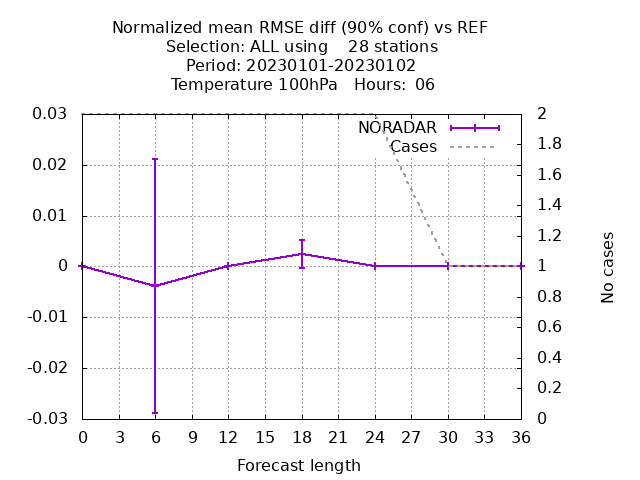 Normalized mean RMSE diff (90% conf) vs REF
Selection: ALL using    28 stations
Period: 20230101-20230102
Temperature 100hPa   Hours:  06
NORADAR
Cases
0.03
0.02
0.01
0
-0.01
-0.02
-0.03
2
1.8
1.6
1.4
1.2
1
0.8
0.6
0.4
0.2
0
No cases
0 3 6 9 12 15 18 21 24 27 30 33 36
Forecast length